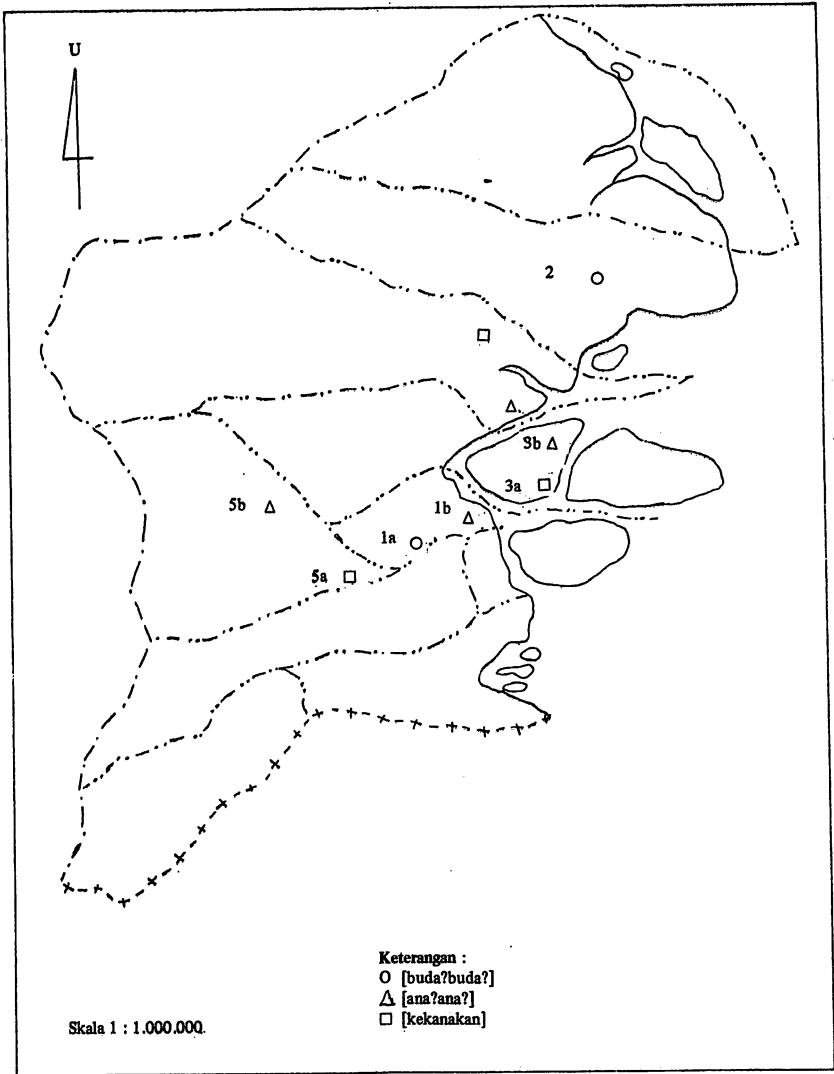 U
2
3b
3a
5b
1b
1a
5a
Keterangan :
O [buda?buda?]
△ [ana?ana?]
□ [kekanakan]
Skala 1 : 1.000.000.